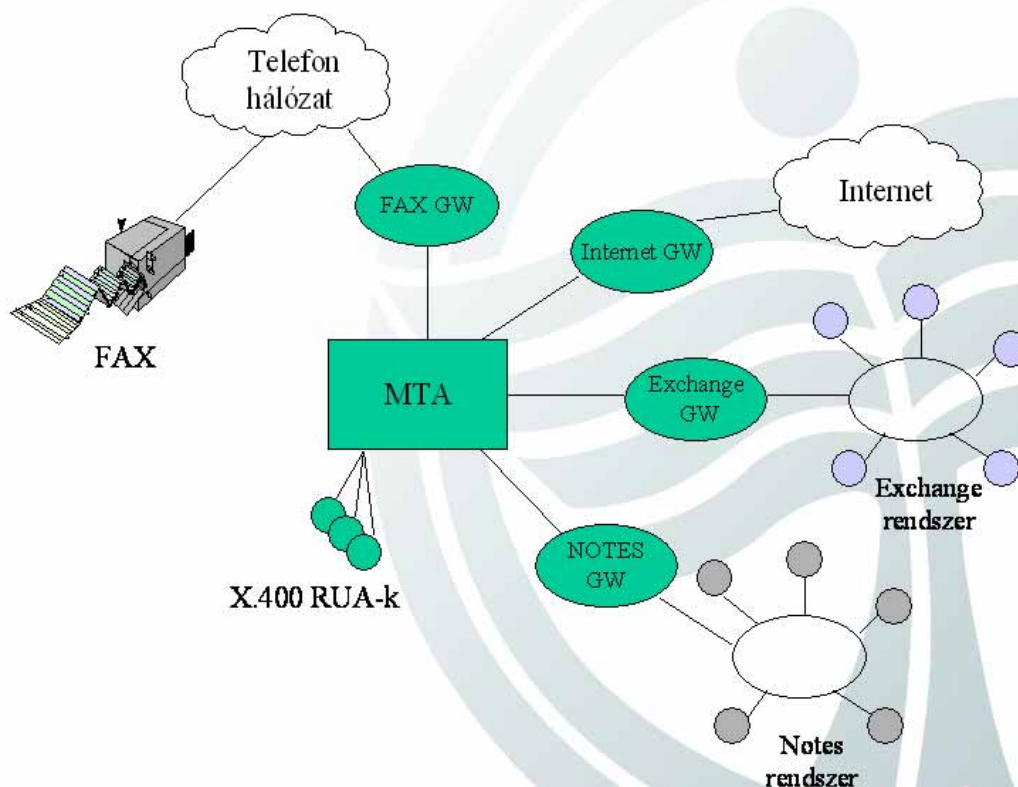 Telefon
hálózat
FAX GW
Internet
Internet GW
FAX
MTA
Exchange
GW
Exchange
rendszer
NOTES
GW
X.400 RUA-k
Notes
rendszer